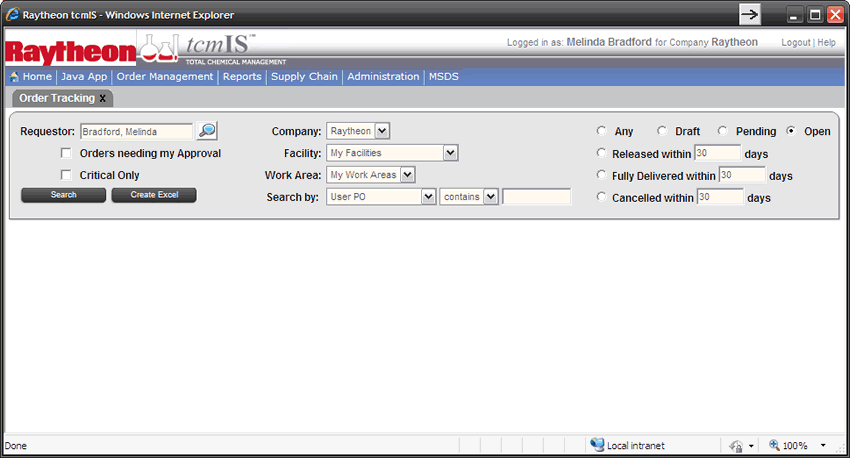 Raytheon tcmIS - Windows Internet Explorer
Raytheon tcmIS™
TOTAL CHEMICAL MANAGEMENT
Logged in as: Melinda Bradford for Company Raytheon Logout | Help
Home Java App Order Management Reports Supply Chain Administration MSDS
Order Tracking X
Requestor: Bradford, Melinda Company: Raytheon Any Draft Pending Open
Orders needing my Approval Facility: My Facilities Released within 30 days
Critical Only Work Area: My Work Areas Fully Delivered within 30 days
Search Create Excel Search by: User PO contains Cancelled within 30 days
Done Local intranet 100%